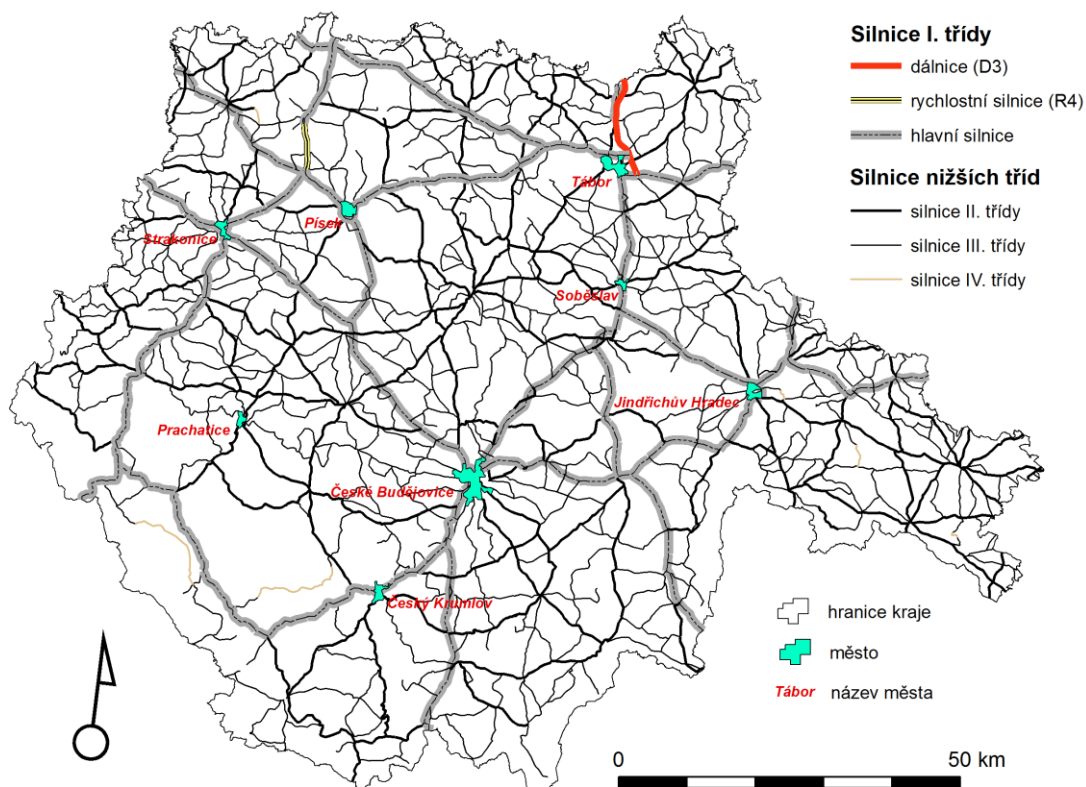 Silnice I. třídy
dálnice (D3)
rychlostní silnice (R4)
hlavní silnice
Silnice nižších tříd
silnice II. třídy
silnice III. třídy
silnice IV. třídy
Tábor
Písek
Strakonice
Soběslav
Jindřichův Hradec
Prachatice
České Budějovice
Český Krumlov
hranice kraje
město
Tábor název města
0 50 km